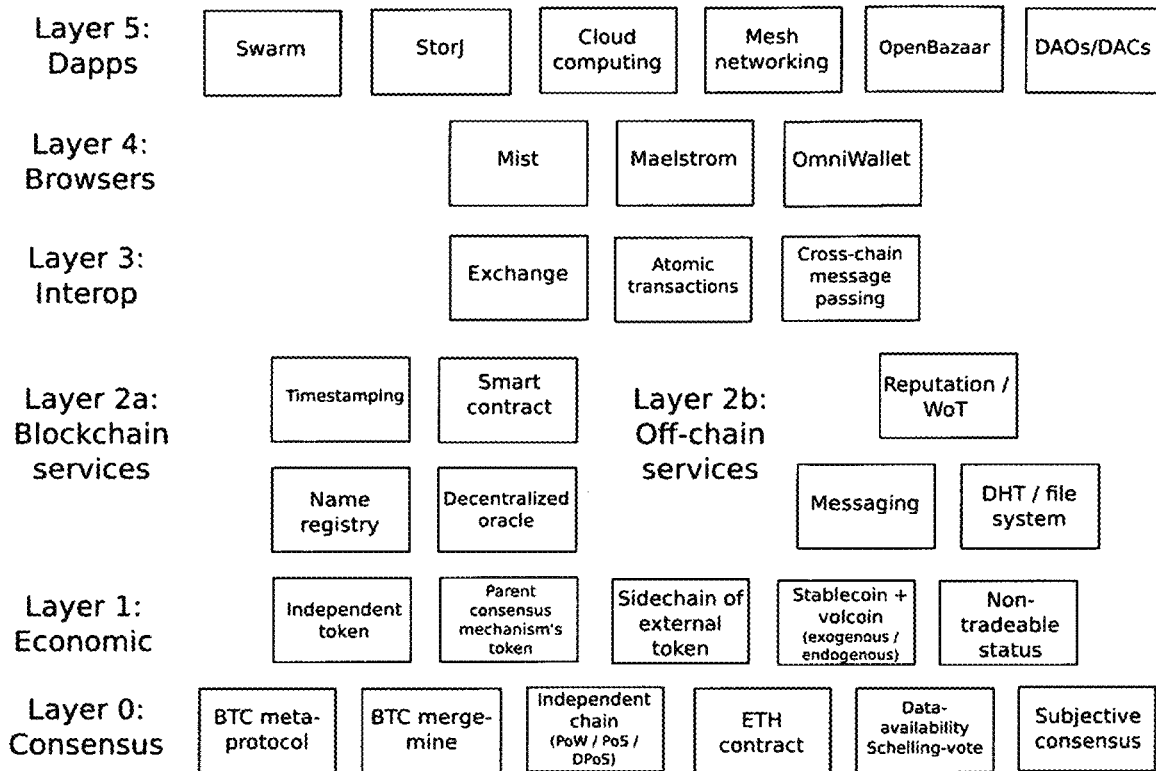 Layer 5:
Dapps
Swarm
StorJ
Cloud
computing
Mesh
networking
OpenBazaar
DAOs/DACs
Layer 4:
Browsers
Mist
Maelstrom
OmniWallet
Layer 3:
Interop
Exchange
Atomic
transactions
Cross-chain
message
passing
Layer 2a:
Blockchain
services
Timestamping
Smart
contract
Name
registry
Decentralized
oracle
Layer 2b:
Off-chain
services
Reputation /
WoT
Messaging
DHT / file
system
Layer 1:
Economic
Independent
token
Parent
consensus
mechanism's
token
Sidechain of
external
token
Stablecoin +
volcoin
(exogenous /
endogenous)
Non-
tradeable
status
Layer 0:
Consensus
BTC meta-
protocol
BTC merge-
mine
Independent
chain
(PoW / PoS /
DPoS)
ETH
contract
Data-
availability
Schelling-vote
Subjective
consensus